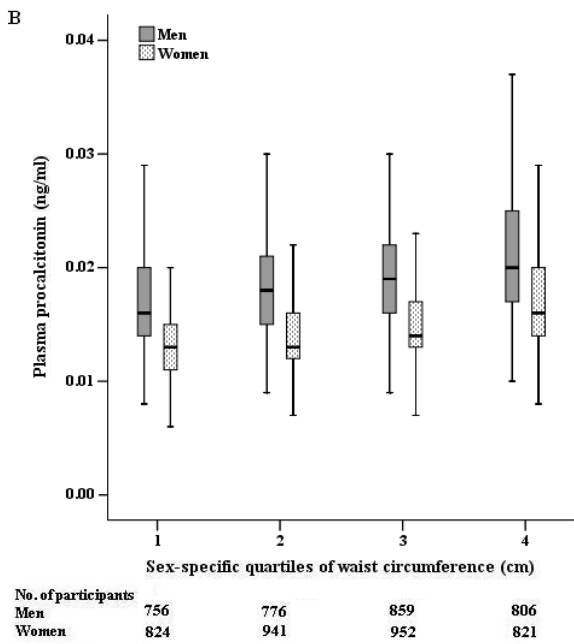 B
Men
Women
Plasma procalcitonin (ng/ml)
0.04
0.03
0.02
0.01
0.00
1 2 3 4
Sex-specific quartiles of waist circumference (cm)
No. of participants
Men 756 776 859 806
Women 824 941 952 821